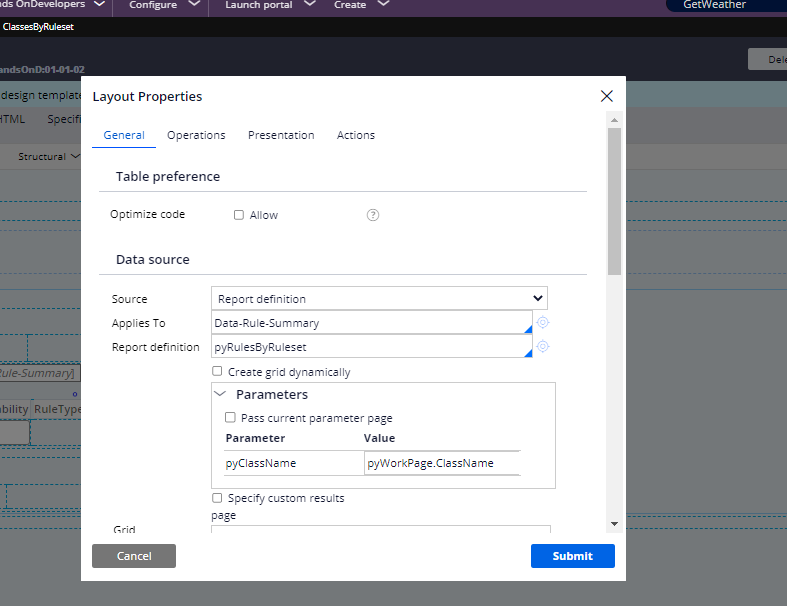 nds OnDevelopers Configure Launch portal Create GetWeather
ClassesByRuleset
andsOnD:01-01-02
Dele
design template
HTML Specifi
Structural
Rule-Summary]
ability RuleType
Layout Properties
General Operations Presentation Actions
Table preference
Optimize code Allow ?
Data source
Source Report definition
Applies To Data-Rule-Summary
Report definition pyRulesByRuleset
Create grid dynamically
Parameters
Pass current parameter page
Parameter Value
pyClassName pyWorkPage.ClassName
Specify custom results
page
Grid
Cancel Submit